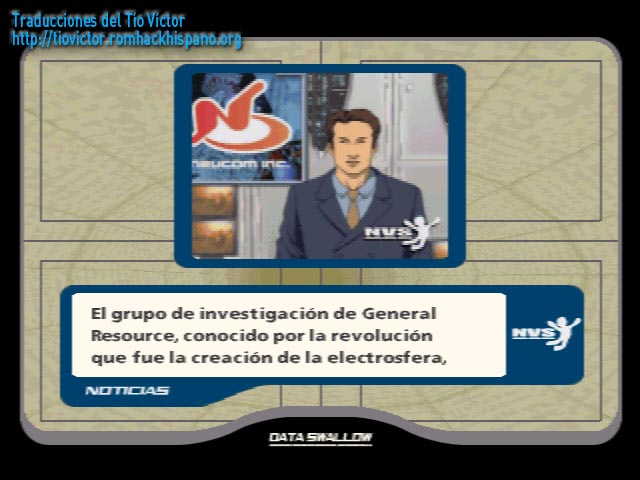 Traducciones del Tio Victor
http://tiovictor.romhackhispano.org
N
NEUCOM INC.
NVS
El grupo de investigación de General
Resource, conocido por la revolución
que fue la creación de la electrosfera,
NVS
NOTICIAS
DATA SWALLOW